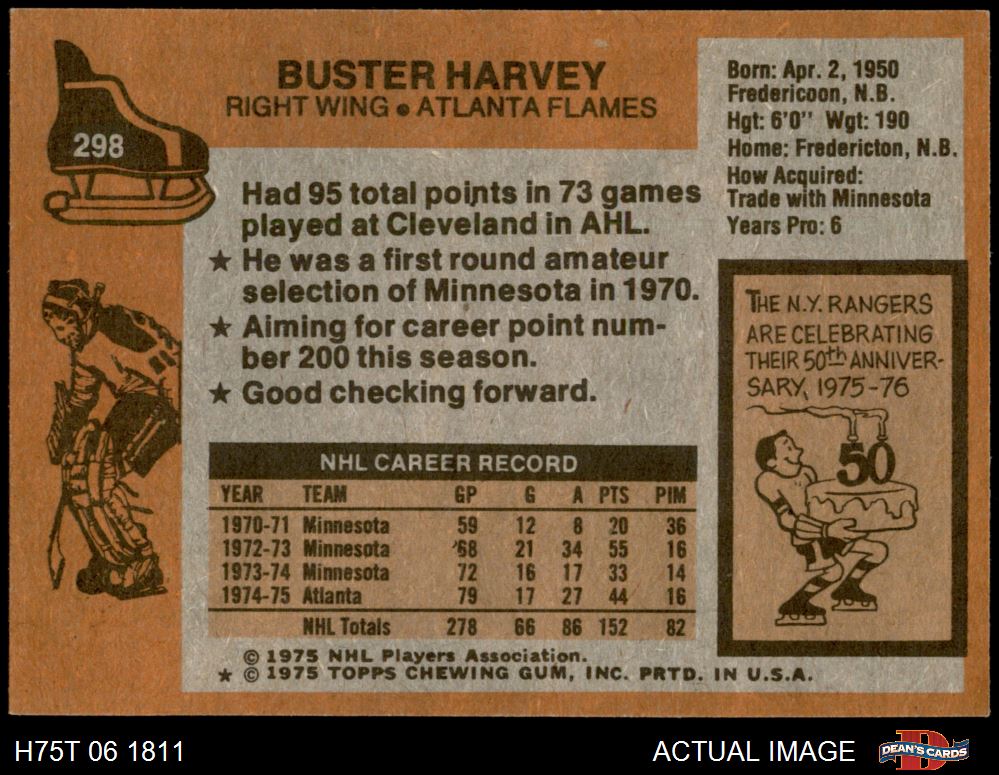 BUSTER HARVEY
RIGHT WING ● ATLANTA FLAMES
298
Born: Apr. 2, 1950
Fredericoon, N.B.
Hgt: 6'0" Wgt: 190
Home: Fredericton, N.B.
How Acquired:
Trade with Minnesota
Years Pro: 6
Had 95 total points in 73 games
played at Cleveland in AHL.
★ He was a first round amateur
selection of Minnesota in 1970.
★ Aiming for career point num-
ber 200 this season.
★ Good checking forward.
THE N.Y. RANGERS
ARE CELEBRATING
THEIR 50th ANNIVER-
SARY, 1975-76
50
NHL CAREER RECORD
YEAR TEAM GP G A PTS PIM
1970-71 Minnesota 59 12 8 20 36
1972-73 Minnesota 68 21 34 55 16
1973-74 Minnesota 72 16 17 33 14
1974-75 Atlanta 79 17 27 44 16
NHL Totals 278 66 86 152 82
© 1975 NHL Players Association.
★ © 1975 TOPPS CHEWING GUM, INC. PRTD. IN U.S.A.
H75T 06 1811
ACTUAL IMAGE
D
DEAN'S CARDS